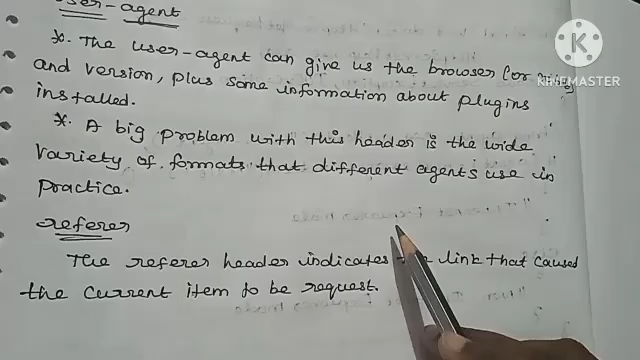 user-agent
*. The user-agent can give us the browser (or
and version, plus some information about plugins
installed.
*. A big problem with this header is the wide
variety of formats that different agents use in
practice.
referer
The referer header indicates the link that caused
the current item to be request.
KINEMASTER